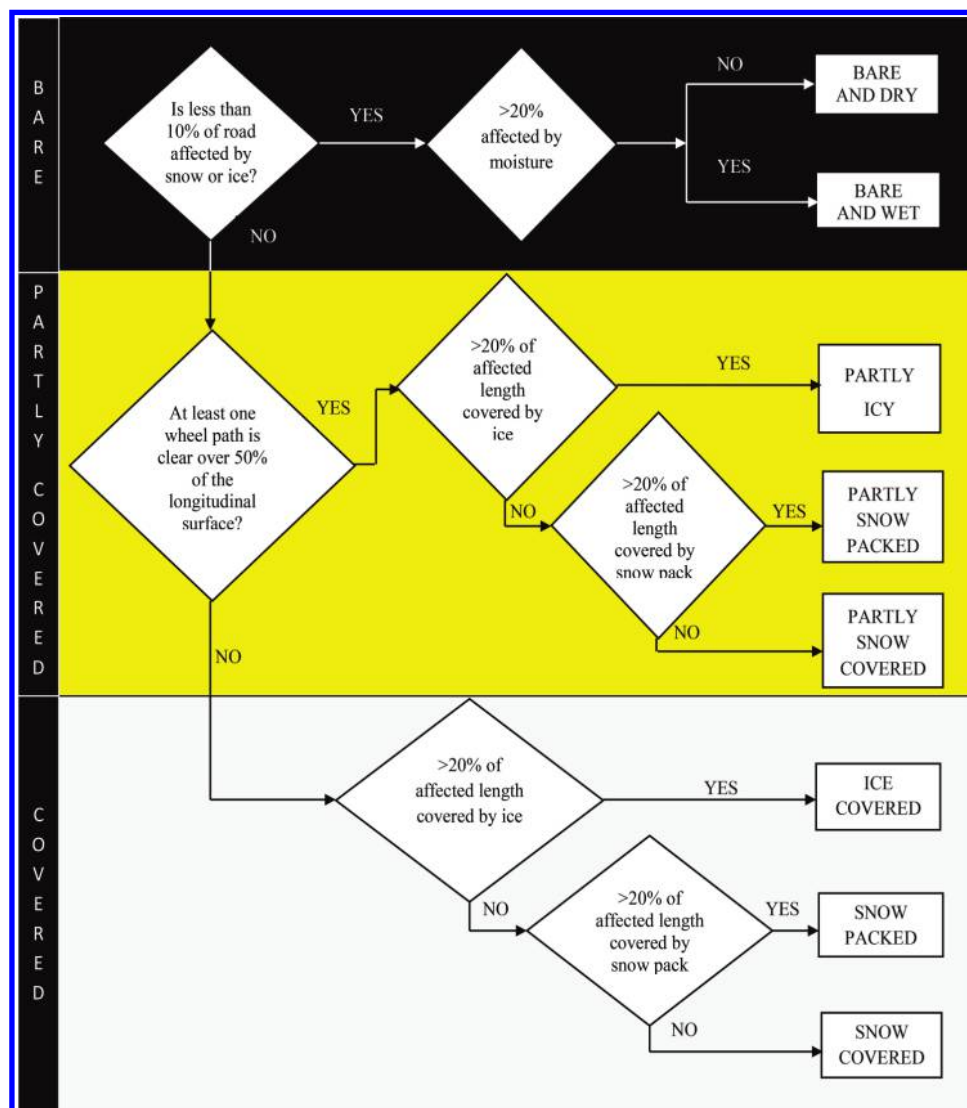 BARE
Is less than
10% of road
affected by
snow or ice?
YES
>20%
affected by
moisture
NO
BARE
AND DRY
YES
BARE
AND WET
NO
PARTLY COVERED
At least one
wheel path is
clear over 50%
of the
longitudinal
surface?
YES
>20% of
affected
length
covered by
ice
YES
PARTLY
ICY
NO
>20% of
affected
length
covered by
snow pack
YES
PARTLY
SNOW
PACKED
NO
PARTLY
SNOW
COVERED
NO
COVERED
>20% of
affected length
covered by ice
YES
ICE
COVERED
NO
>20% of
affected length
covered by
snow pack
YES
SNOW
PACKED
NO
SNOW
COVERED